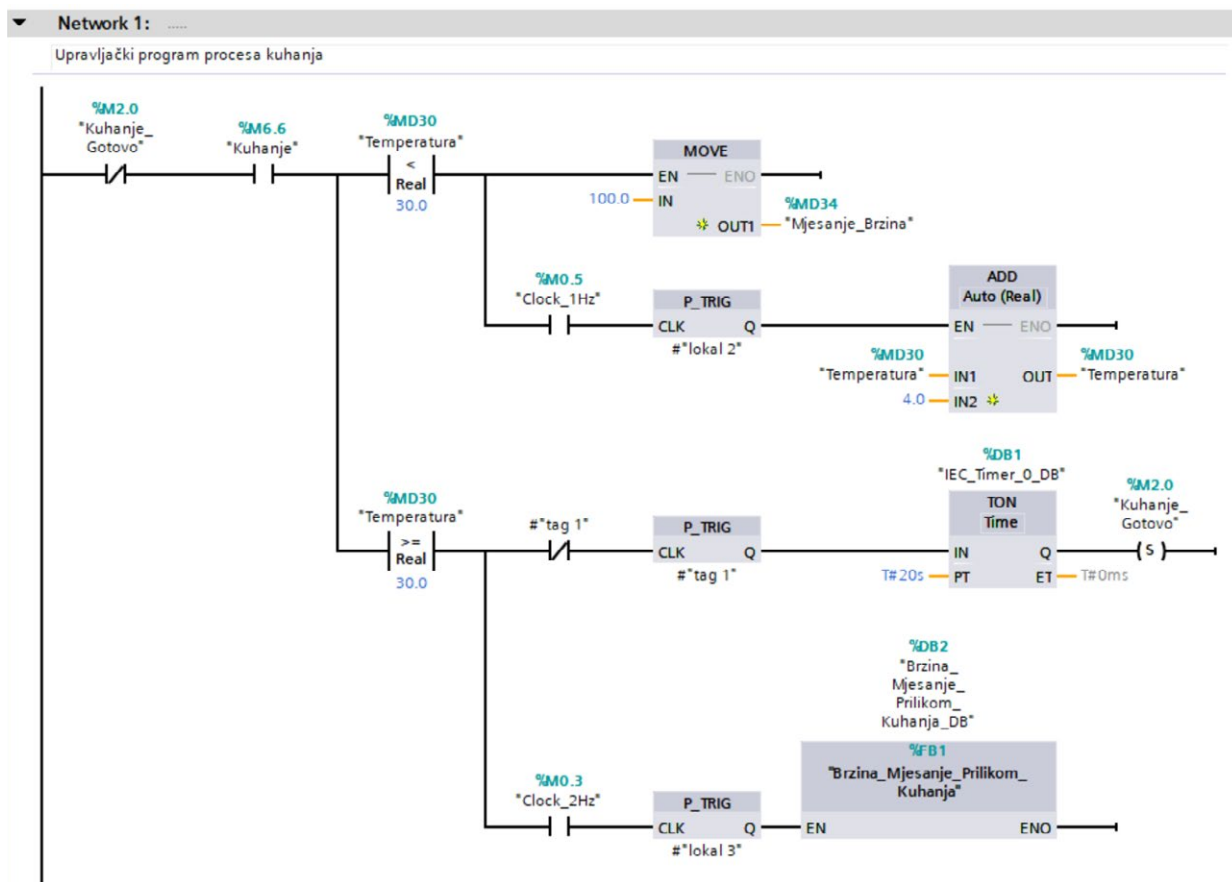 Network 1: .....
Upravljački program procesa kuhanja
%M2.0
"Kuhanje_
Gotovo"
%M6.6
"Kuhanje"
%MD30
"Temperatura"
<
Real
30.0
MOVE
EN
ENO
100.0
IN
OUT1
%MD34
"Mjesanje_Brzina"
%M0.5
"Clock_1Hz"
P_TRIG
CLK
Q
#"lokal 2"
ADD
Auto (Real)
EN
ENO
%MD30
"Temperatura"
IN1
OUT
%MD30
"Temperatura"
4.0
IN2
%MD30
"Temperatura"
>=
Real
30.0
#"tag 1"
P_TRIG
CLK
Q
#"tag 1"
%DB1
"IEC_Timer_0_DB"
TON
Time
IN
Q
T#20s
PT
ET
T#0ms
%M2.0
"Kuhanje_
Gotovo"
S
%M0.3
"Clock_2Hz"
P_TRIG
CLK
Q
#"lokal 3"
%DB2
"Brzina_
Mjesanje_
Prilikom_
Kuhanja_DB"
%FB1
"Brzina_Mjesanje_Prilikom_
Kuhanja"
EN
ENO